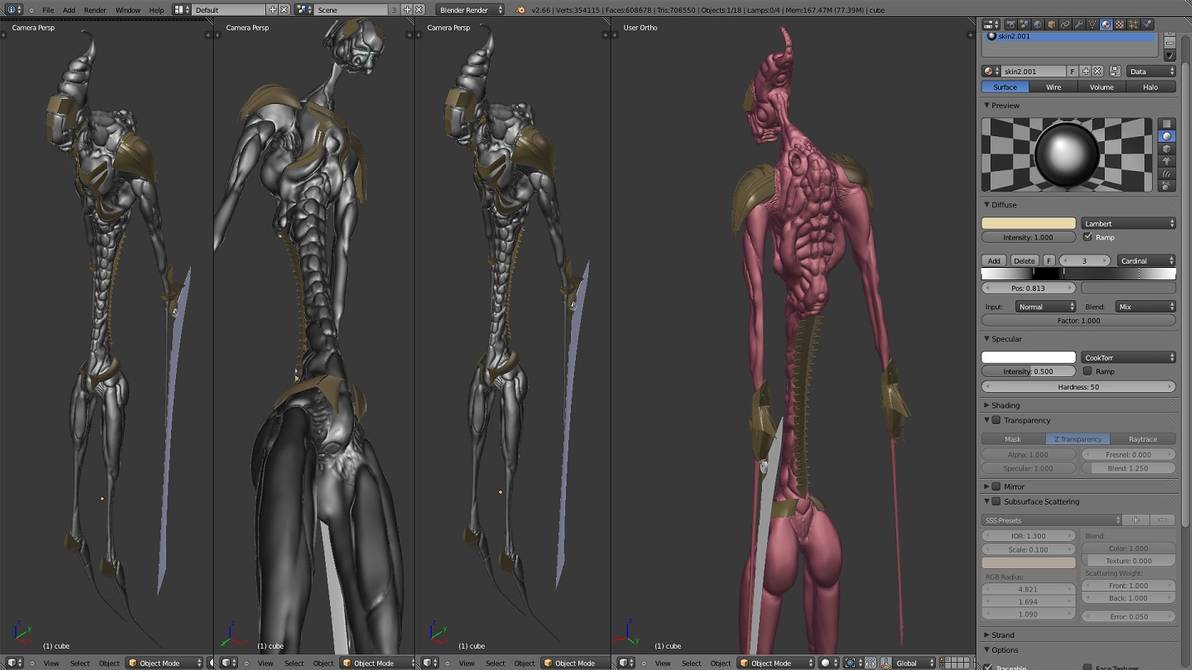 File Add Render Window Help
Default
Scene
3
Blender Render
v2.66 | Verts:354115 | Faces:608678 | Tris:706550 | Objects:1/18 | Lamps:0/4 | Mem:167.47M (77.39M) | cube
Camera Persp
Camera Persp
Camera Persp
User Ortho
skin2.001
skin2.001
F
Data
Surface
Wire
Volume
Halo
Preview
Diffuse
Lambert
Intensity: 1.000
Ramp
Add
Delete
F
3
Cardinal
Pos: 0.813
Input:
Normal
Blend:
Mix
Factor: 1.000
Specular
CookTorr
Intensity: 0.500
Ramp
Hardness: 50
Shading
Transparency
Mask
Z Transparency
Raytrace
Alpha: 1.000
Fresnel: 0.000
Specular: 1.000
Blend: 1.250
Mirror
Subsurface Scattering
SSS Presets
IOR: 1.300
Blend:
Scale: 0.100
Color: 1.000
Texture: 0.000
RGB Radius:
Scattering Weight:
4.821
Front: 1.000
1.694
Back: 1.000
1.090
Error: 0.050
Strand
Options
Traceable
Face Textures
(1) cube
(1) cube
(1) cube
(1) cube
View Select Object
Object Mode
View Select Object
Object Mode
View Select Object
Object Mode
View Select Object
Object Mode
Global